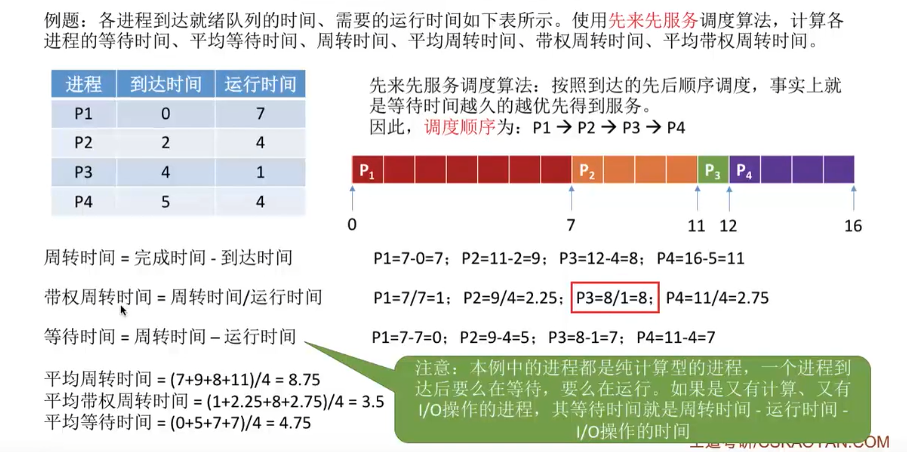 例题：各进程到达就绪队列的时间、需要的运行时间如下表所示。使用先来先服务调度算法，计算各
进程的等待时间、平均等待时间、周转时间、平均周转时间、带权周转时间、平均带权周转时间。
进程 到达时间 运行时间
P1 0 7
P2 2 4
P3 4 1
P4 5 4
先来先服务调度算法：按照到达的先后顺序调度，事实上就
是等待时间越久的越优先得到服务。
因此，调度顺序为：P1 → P2 → P3 → P4
P1 P2 P3 P4
0 7 11 12 16
周转时间 = 完成时间 - 到达时间
P1=7-0=7；P2=11-2=9；P3=12-4=8；P4=16-5=11
带权周转时间 = 周转时间/运行时间
P1=7/7=1；P2=9/4=2.25；P3=8/1=8；P4=11/4=2.75
等待时间 = 周转时间 – 运行时间
P1=7-7=0；P2=9-4=5；P3=8-1=7；P4=11-4=7
平均周转时间 = (7+9+8+11)/4 = 8.75
平均带权周转时间 = (1+2.25+8+2.75)/4 = 3.5
平均等待时间 = (0+5+7+7)/4 = 4.75
注意：本例中的进程都是纯计算型的进程，一个进程到
达后要么在等待，要么在运行。如果是又有计算、又有
I/O操作的进程，其等待时间就是周转时间 - 运行时间 -
I/O操作的时间